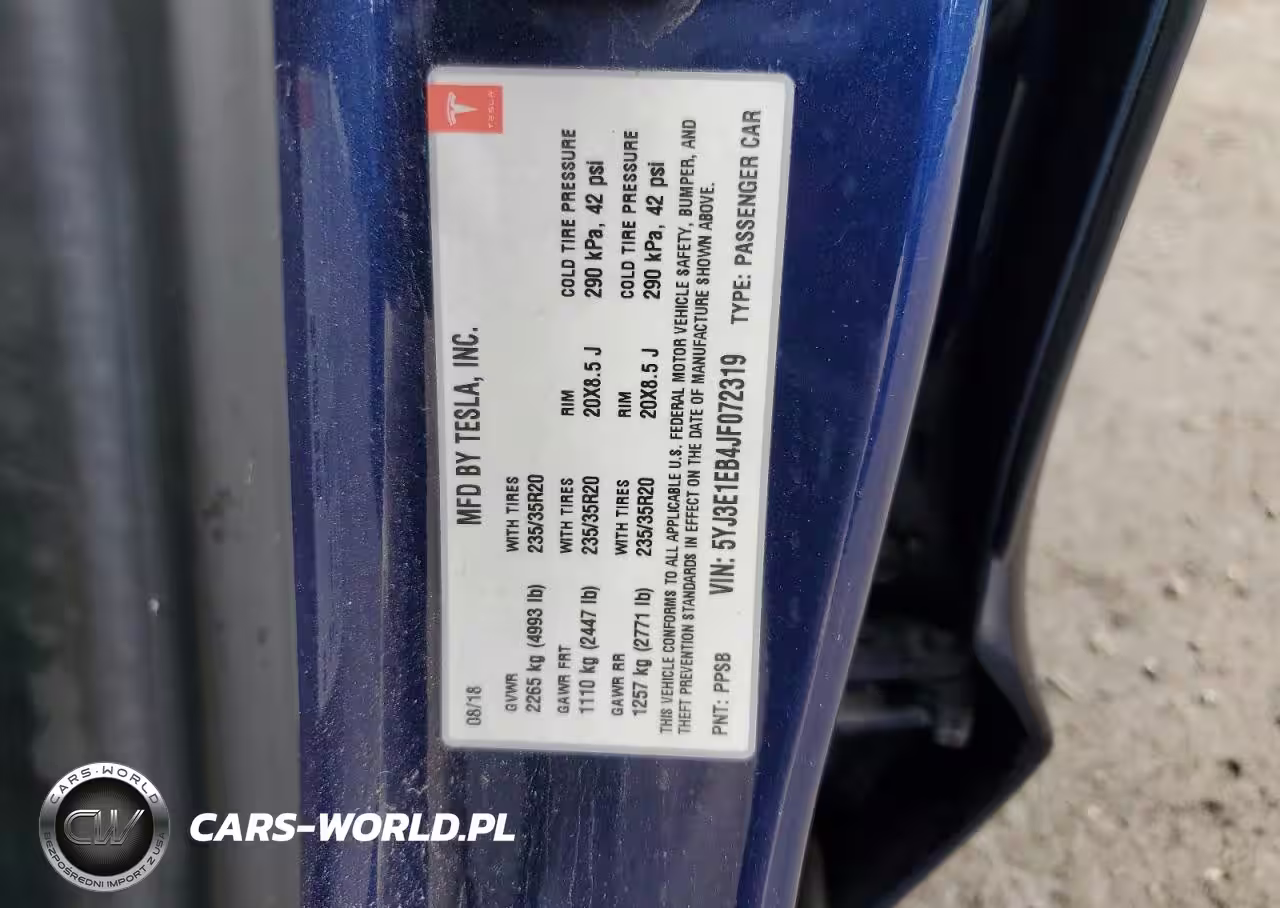 TESLA
MFD BY TESLA, INC.
08/18
GVWR WITH TIRES
2265 kg (4993 lb) 235/35R20
GAWR FRT WITH TIRES RIM COLD TIRE PRESSURE
1110 kg (2447 lb) 235/35R20 20X8.5 J 290 kPa, 42 psi
GAWR RR WITH TIRES RIM COLD TIRE PRESSURE
1257 kg (2771 lb) 235/35R20 20X8.5 J 290 kPa, 42 psi
THIS VEHICLE CONFORMS TO ALL APPLICABLE U.S. FEDERAL MOTOR VEHICLE SAFETY, BUMPER, AND
THEFT PREVENTION STANDARDS IN EFFECT ON THE DATE OF MANUFACTURE SHOWN ABOVE.
PNT: PPSB VIN: 5YJ3E1EB4JF072319 TYPE: PASSENGER CAR
CARS-WORLD
CW
BEZPOŚREDNI IMPORT Z USA
CARS-WORLD.PL